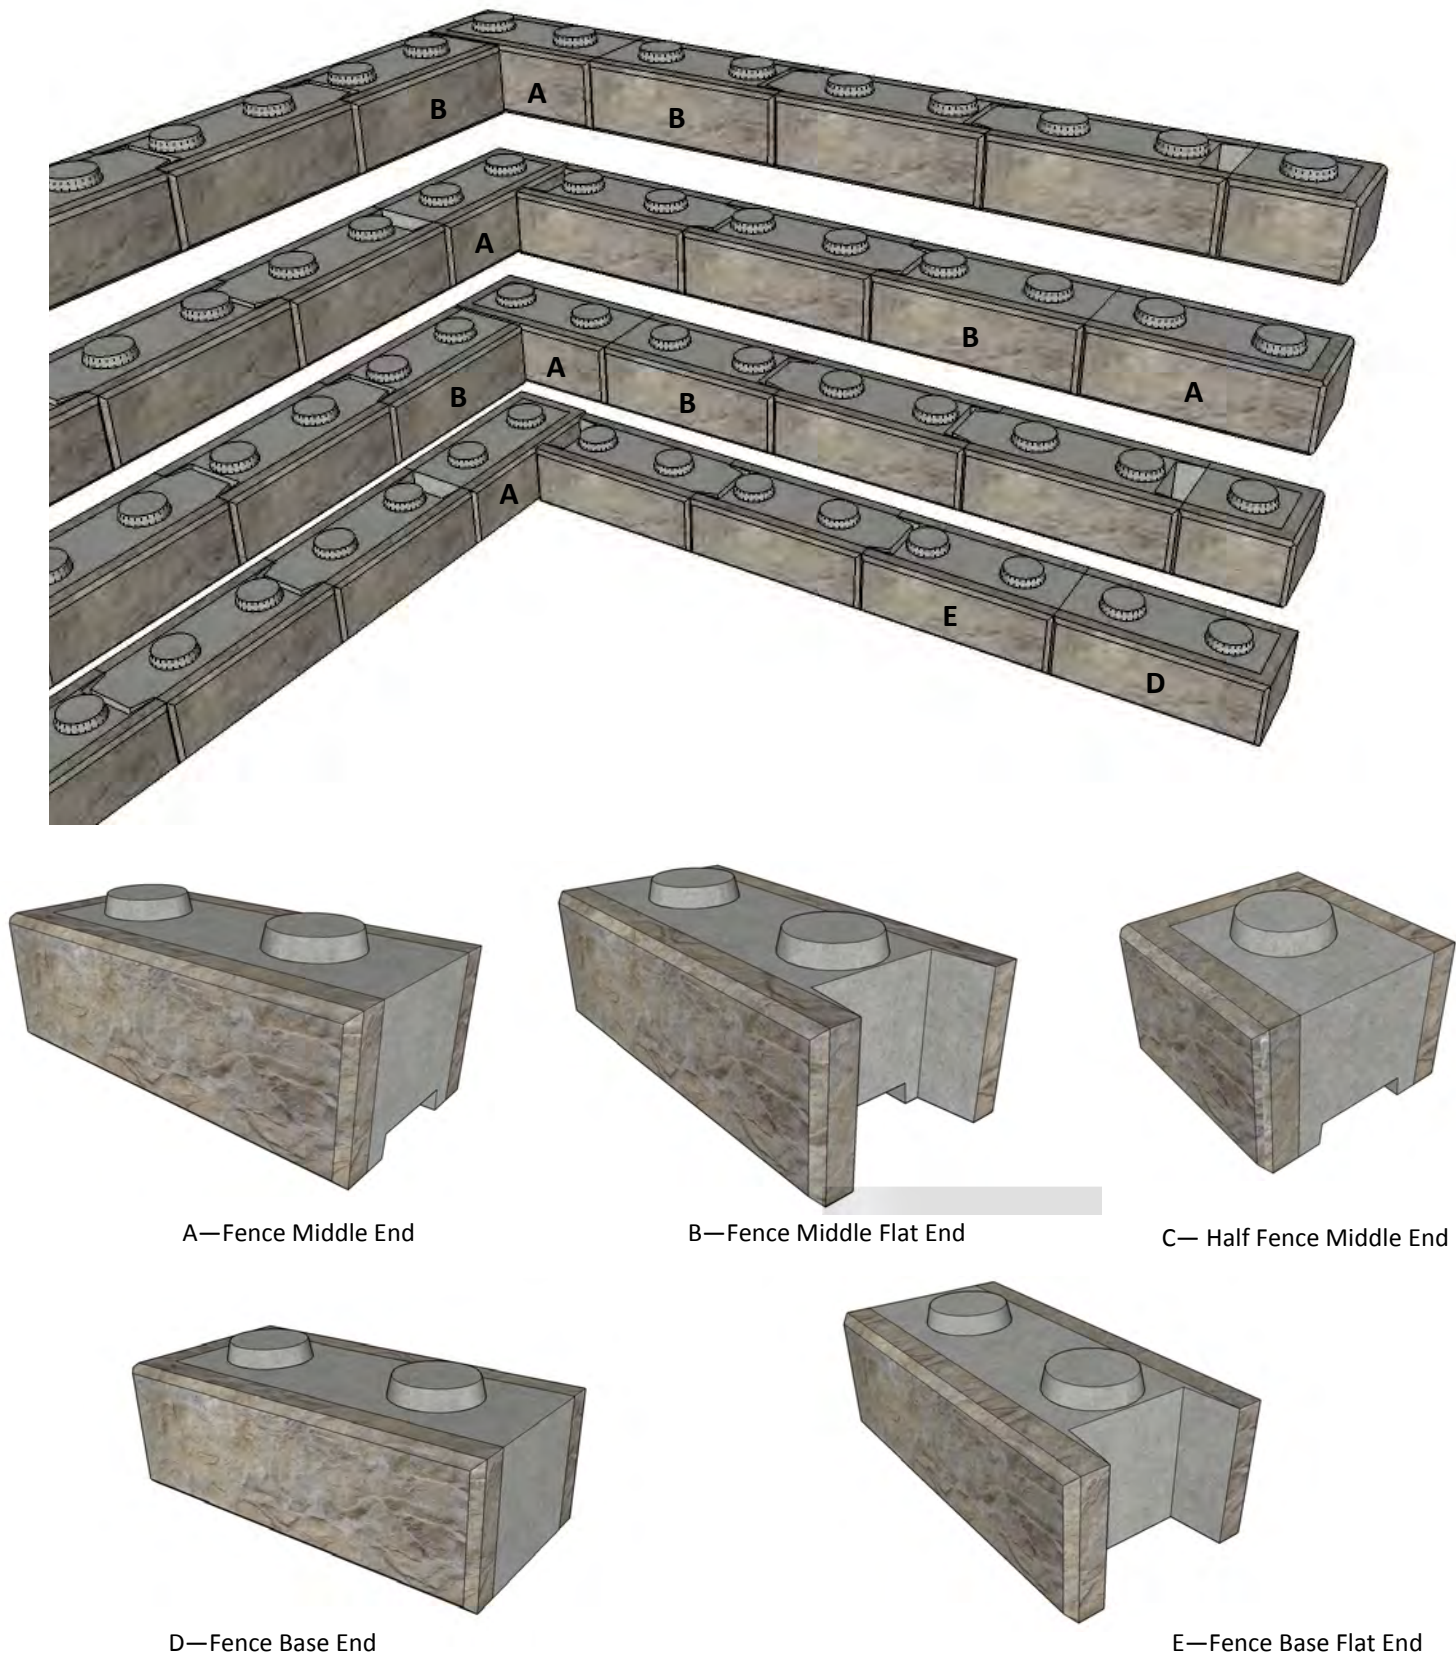 B
A
B
A
B
A
B
A
B
A
E
D
A—Fence Middle End
B—Fence Middle Flat End
C— Half Fence Middle End
D—Fence Base End
E—Fence Base Flat End